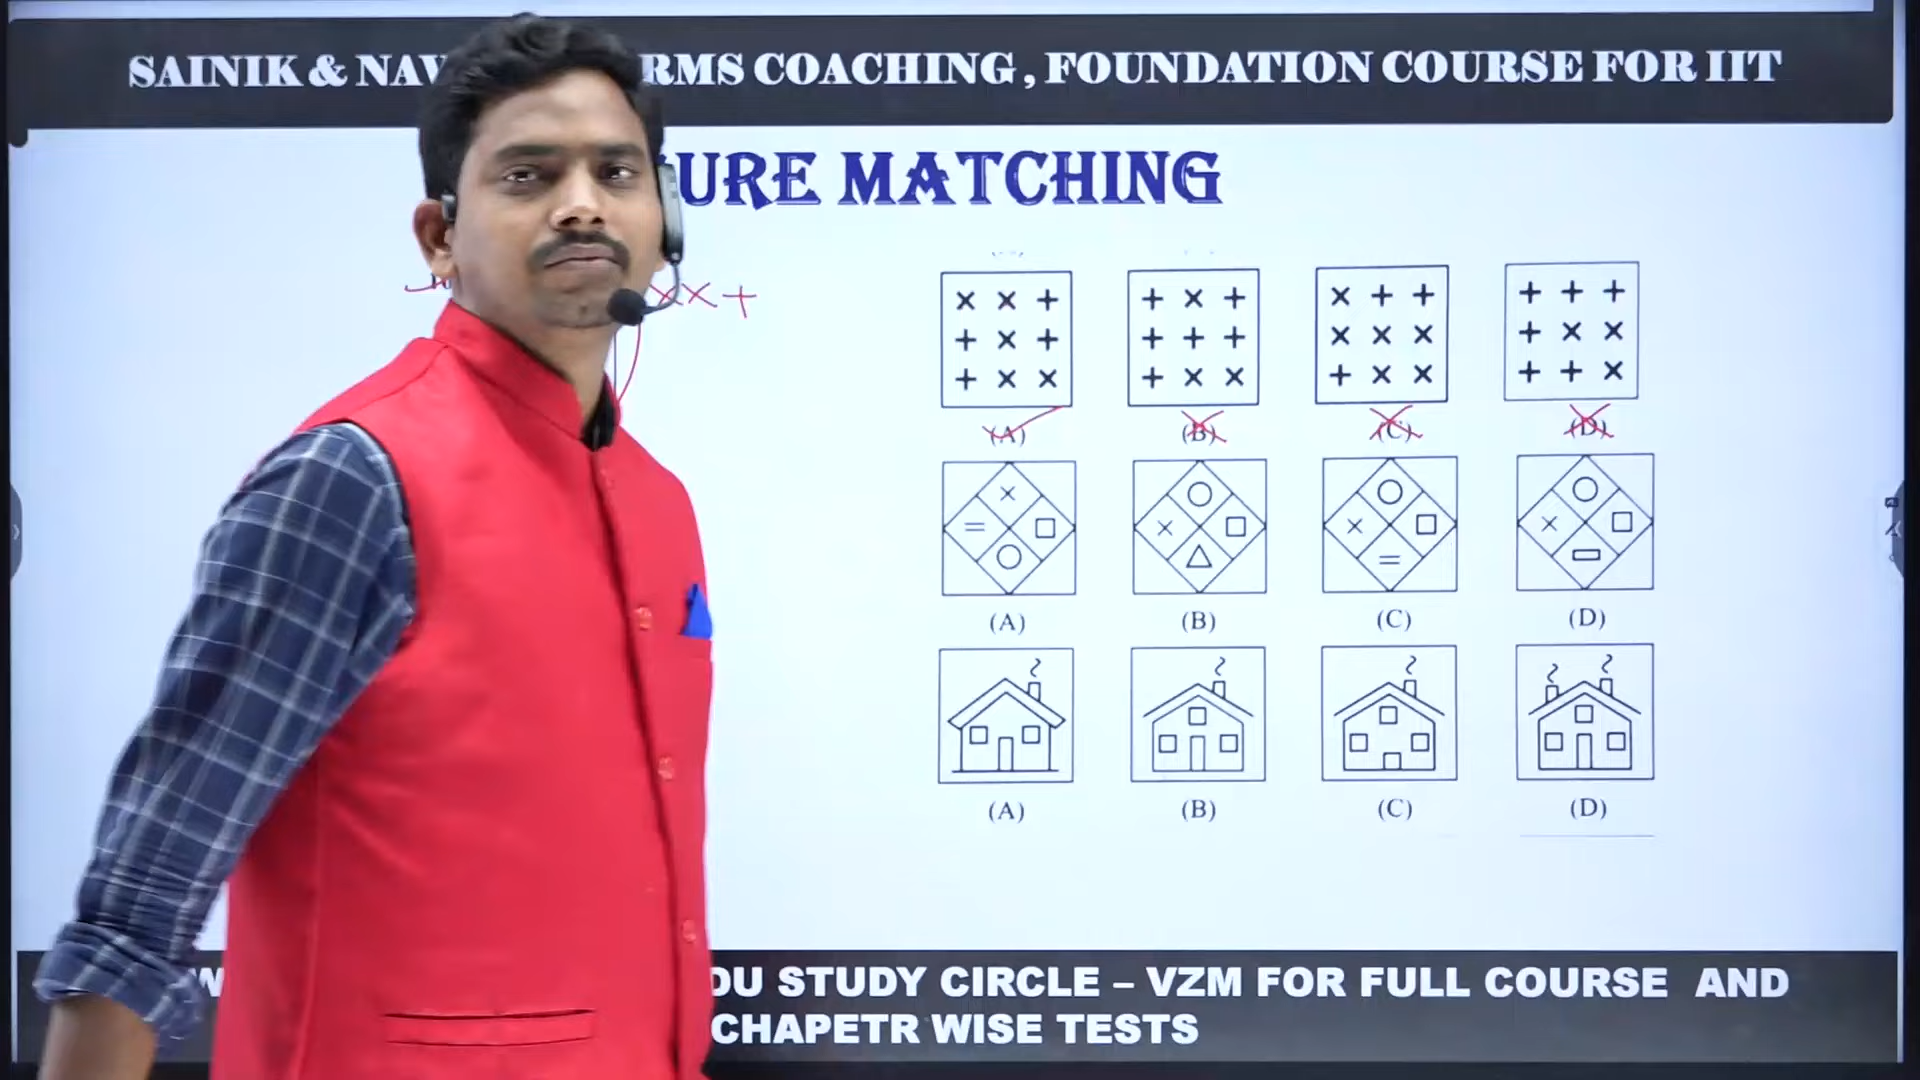 SAINIK & NAV RMS COACHING , FOUNDATION COURSE FOR IIT
URE MATCHING
× × +
× × + + × + × + + + + +
+ × + + + + × × × + × ×
+ × × + × × + × × + + ×
(A) (B) (C) (D)
(A) (B) (C) (D)
(A) (B) (C) (D)
W DU STUDY CIRCLE – VZM FOR FULL COURSE AND
CHAPETR WISE TESTS